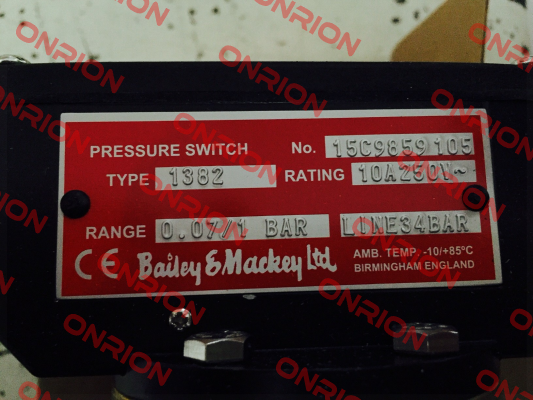 PRESSURE SWITCH No. 15C9859105
TYPE 1382 RATING 10A250V~
RANGE 0.07/1 BAR LINE34BAR
CE Bailey & Mackey Ltd. AMB. TEMP. -10/+85°C
BIRMINGHAM ENGLAND
ONRION